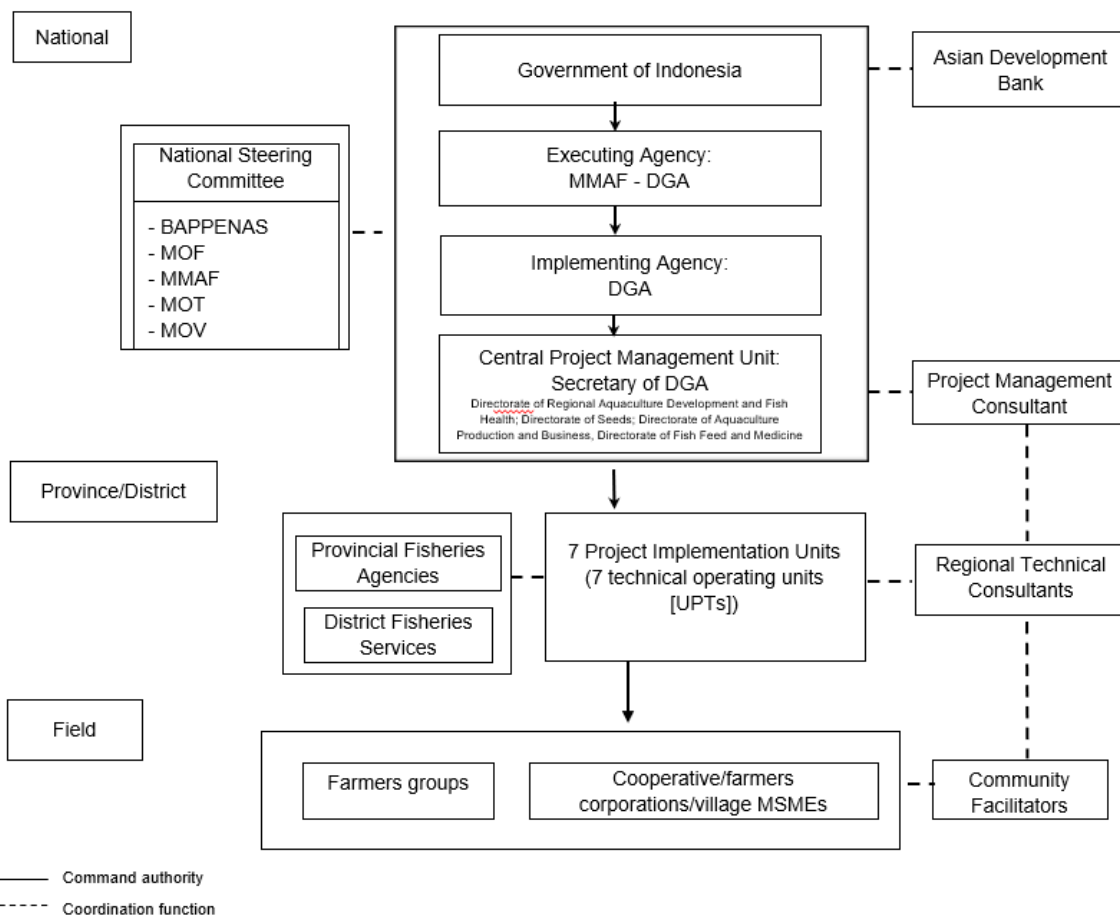 National
Government of Indonesia
Asian Development
Bank
Executing Agency:
MMAF - DGA
National Steering
Committee
- BAPPENAS
- MOF
- MMAF
- MOT
- MOV
Implementing Agency:
DGA
Central Project Management Unit:
Secretary of DGA
Directorate of Regional Aquaculture Development and Fish
Health; Directorate of Seeds; Directorate of Aquaculture
Production and Business, Directorate of Fish Feed and Medicine
Project Management
Consultant
Province/District
Provincial Fisheries
Agencies
District Fisheries
Services
7 Project Implementation Units
(7 technical operating units
[UPTs])
Regional Technical
Consultants
Field
Farmers groups
Cooperative/farmers
corporations/village MSMEs
Community
Facilitators
Command authority
Coordination function